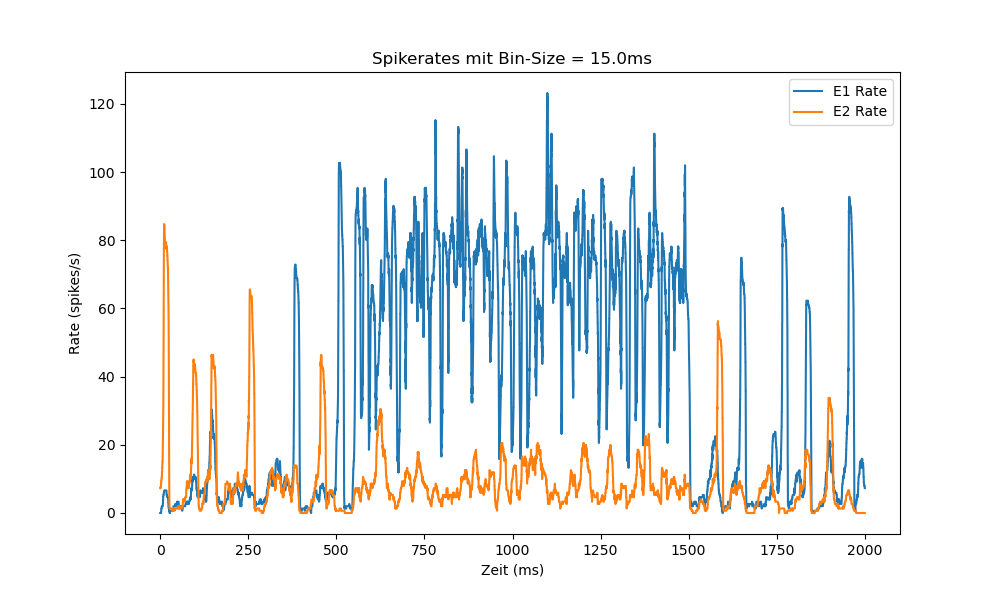 Spikerates mit Bin-Size = 15.0ms
E1 Rate
E2 Rate
Rate (spikes/s)
120
100
80
60
40
20
0
0 250 500 750 1000 1250 1500 1750 2000
Zeit (ms)